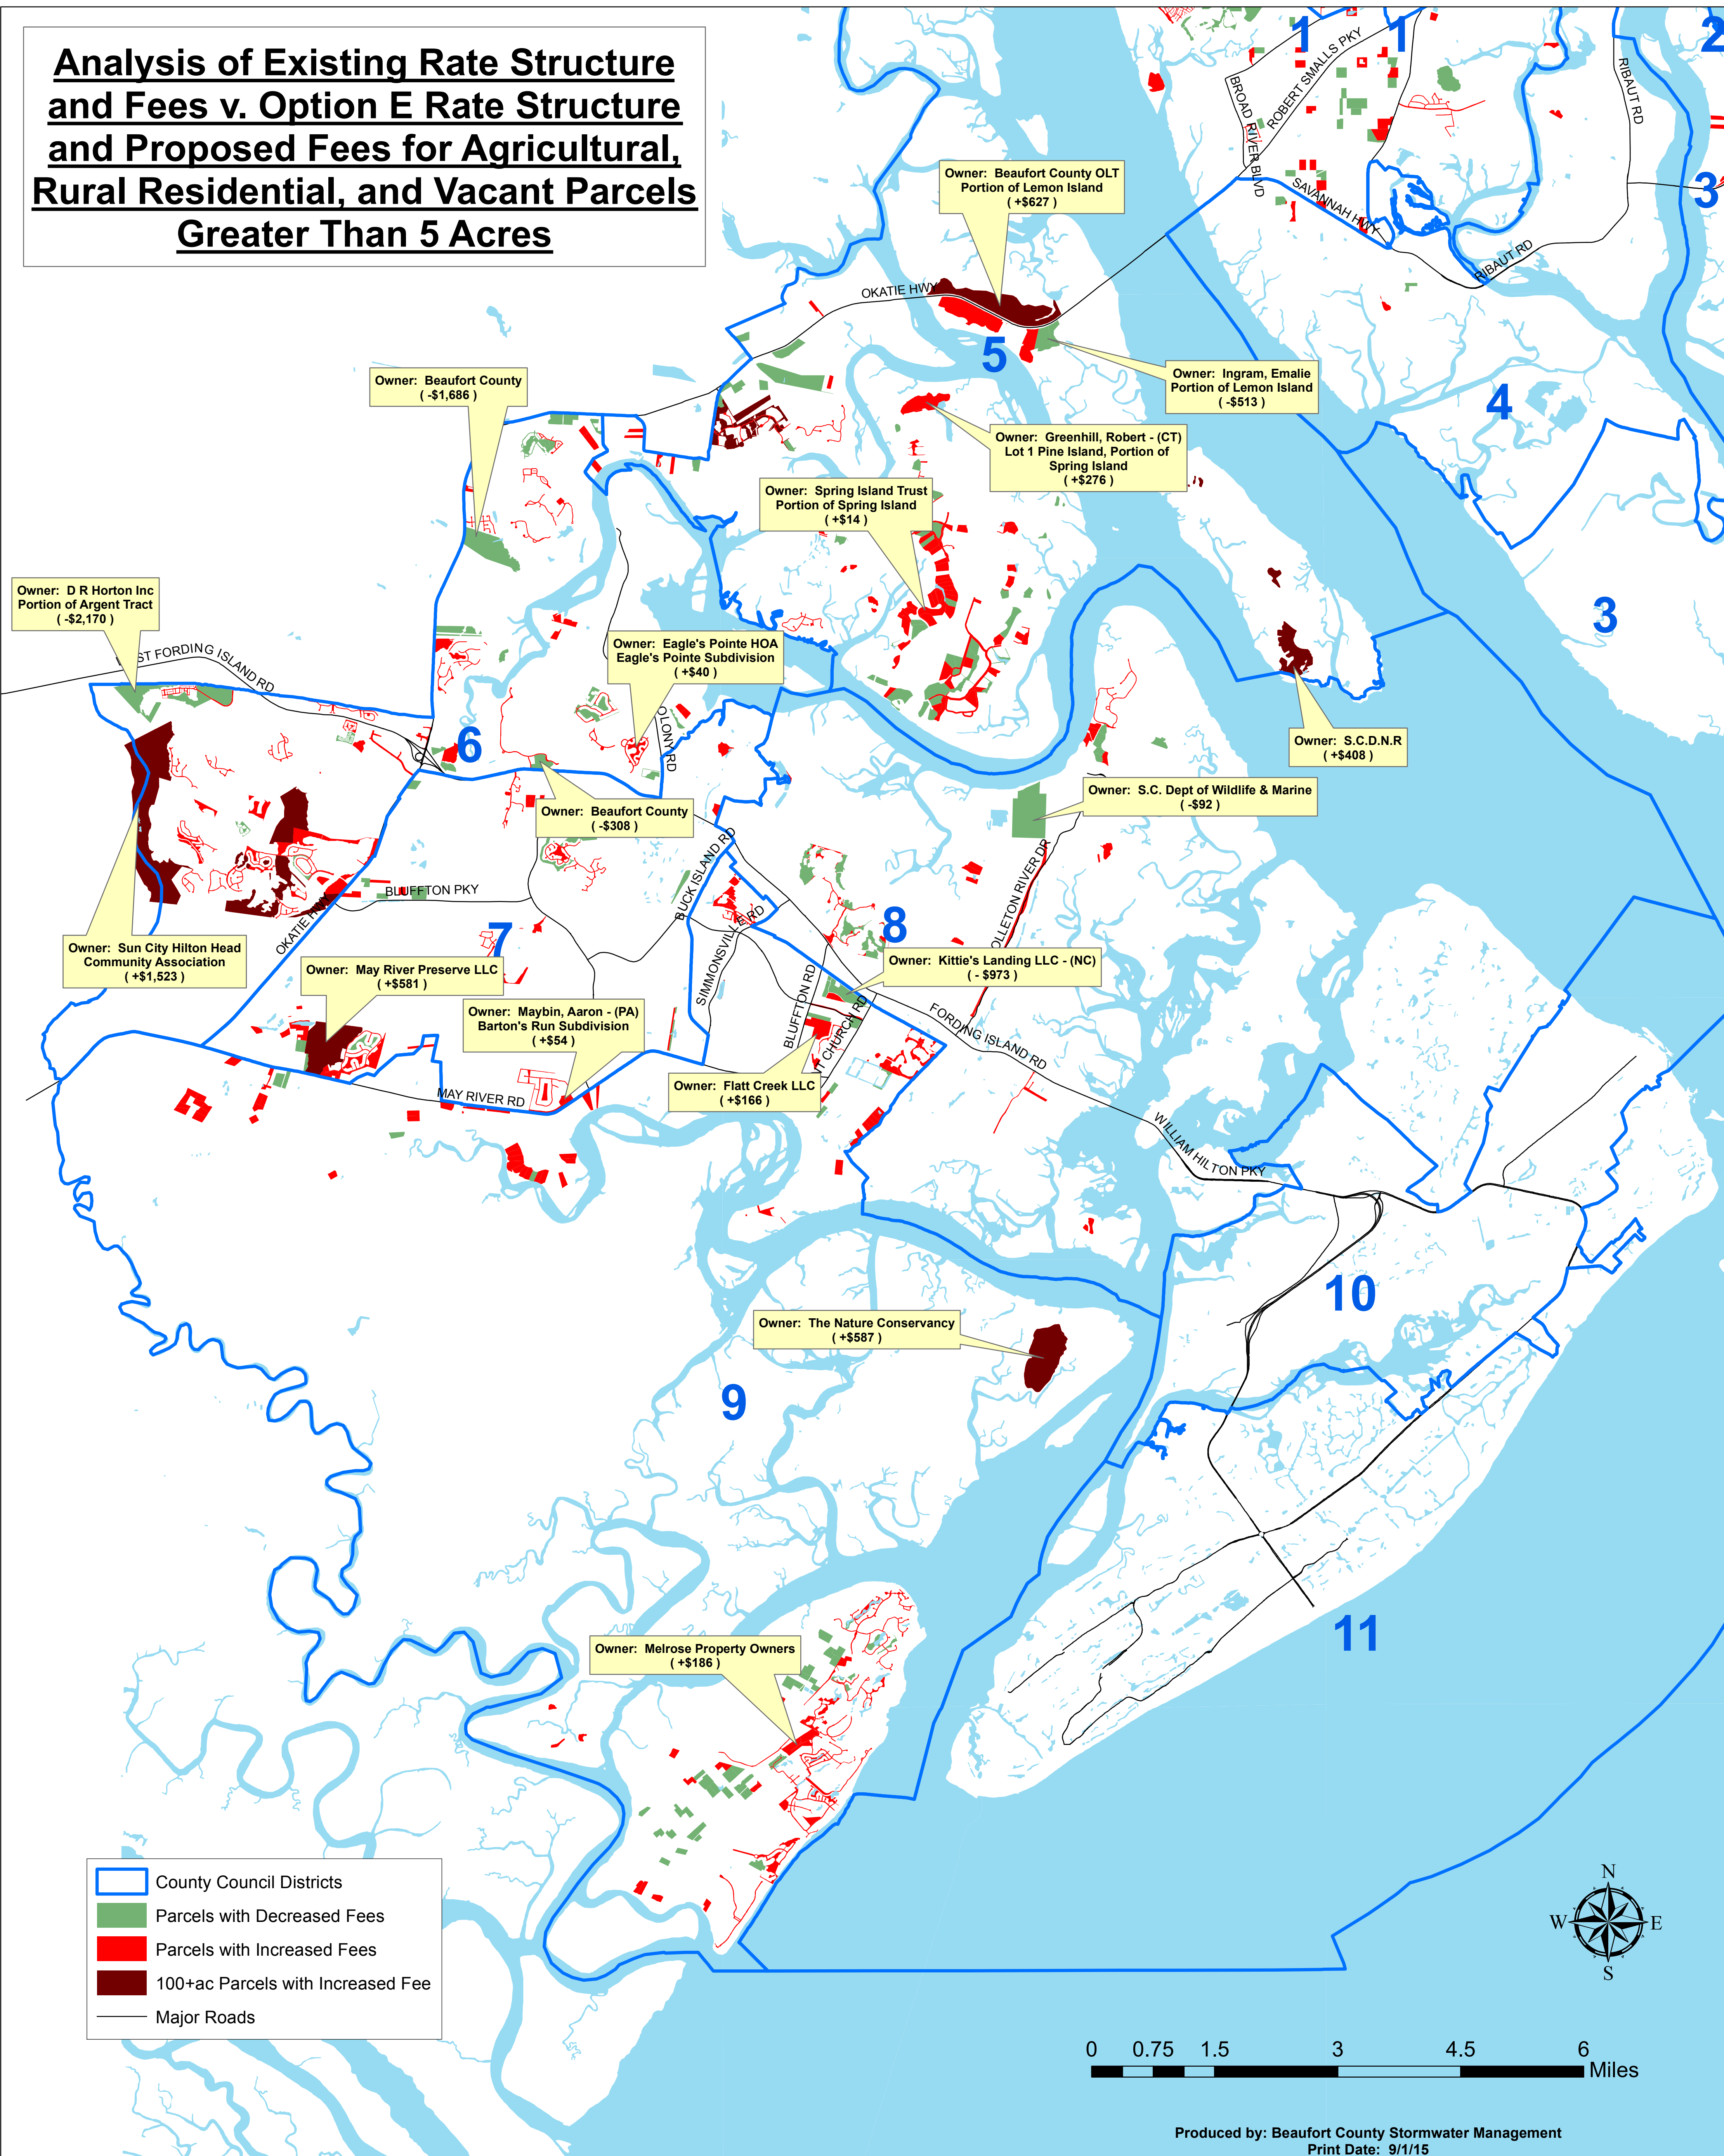 Analysis of Existing Rate Structure
and Fees v. Option E Rate Structure
and Proposed Fees for Agricultural,
Rural Residential, and Vacant Parcels
Greater Than 5 Acres
1
1
2
ROBERT SMALLS PKY
BROAD RIVER BLVD
RIBAUT RD
SAVANNAH HWY
3
RIBAUT RD
Owner: Beaufort County OLT
Portion of Lemon Island
( +$627 )
OKATIE HWY
5
Owner: Ingram, Emalie
Portion of Lemon Island
( -$513 )
4
Owner: Beaufort County
( -$1,686 )
Owner: Greenhill, Robert - (CT)
Lot 1 Pine Island, Portion of
Spring Island
( +$276 )
Owner: Spring Island Trust
Portion of Spring Island
( +$14 )
3
Owner: D R Horton Inc
Portion of Argent Tract
( -$2,170 )
ST FORDING ISLAND RD
Owner: Eagle's Pointe HOA
Eagle's Pointe Subdivision
( +$40 )
OLONY RD
6
Owner: S.C.D.N.R
( +$408 )
Owner: S.C. Dept of Wildlife & Marine
( -$92 )
Owner: Beaufort County
( -$308 )
BUCK ISLAND RD
BLUFFTON PKY
OLLETON RIVER DR
OKATIE HWY
7
SIMMONSVILLE RD
8
Owner: Sun City Hilton Head
Community Association
( +$1,523 )
Owner: May River Preserve LLC
( +$581 )
Owner: Kittie's Landing LLC - (NC)
( - $973 )
BLUFFTON RD
Owner: Maybin, Aaron - (PA)
Barton's Run Subdivision
( +$54 )
T CHURCH RD
FORDING ISLAND RD
Owner: Flatt Creek LLC
( +$166 )
MAY RIVER RD
WILLIAM HILTON PKY
10
Owner: The Nature Conservancy
( +$587 )
9
11
Owner: Melrose Property Owners
( +$186 )
County Council Districts
Parcels with Decreased Fees
Parcels with Increased Fees
100+ac Parcels with Increased Fee
Major Roads
N
W
E
S
0 0.75 1.5 3 4.5 6
Miles
Produced by: Beaufort County Stormwater Management
Print Date: 9/1/15